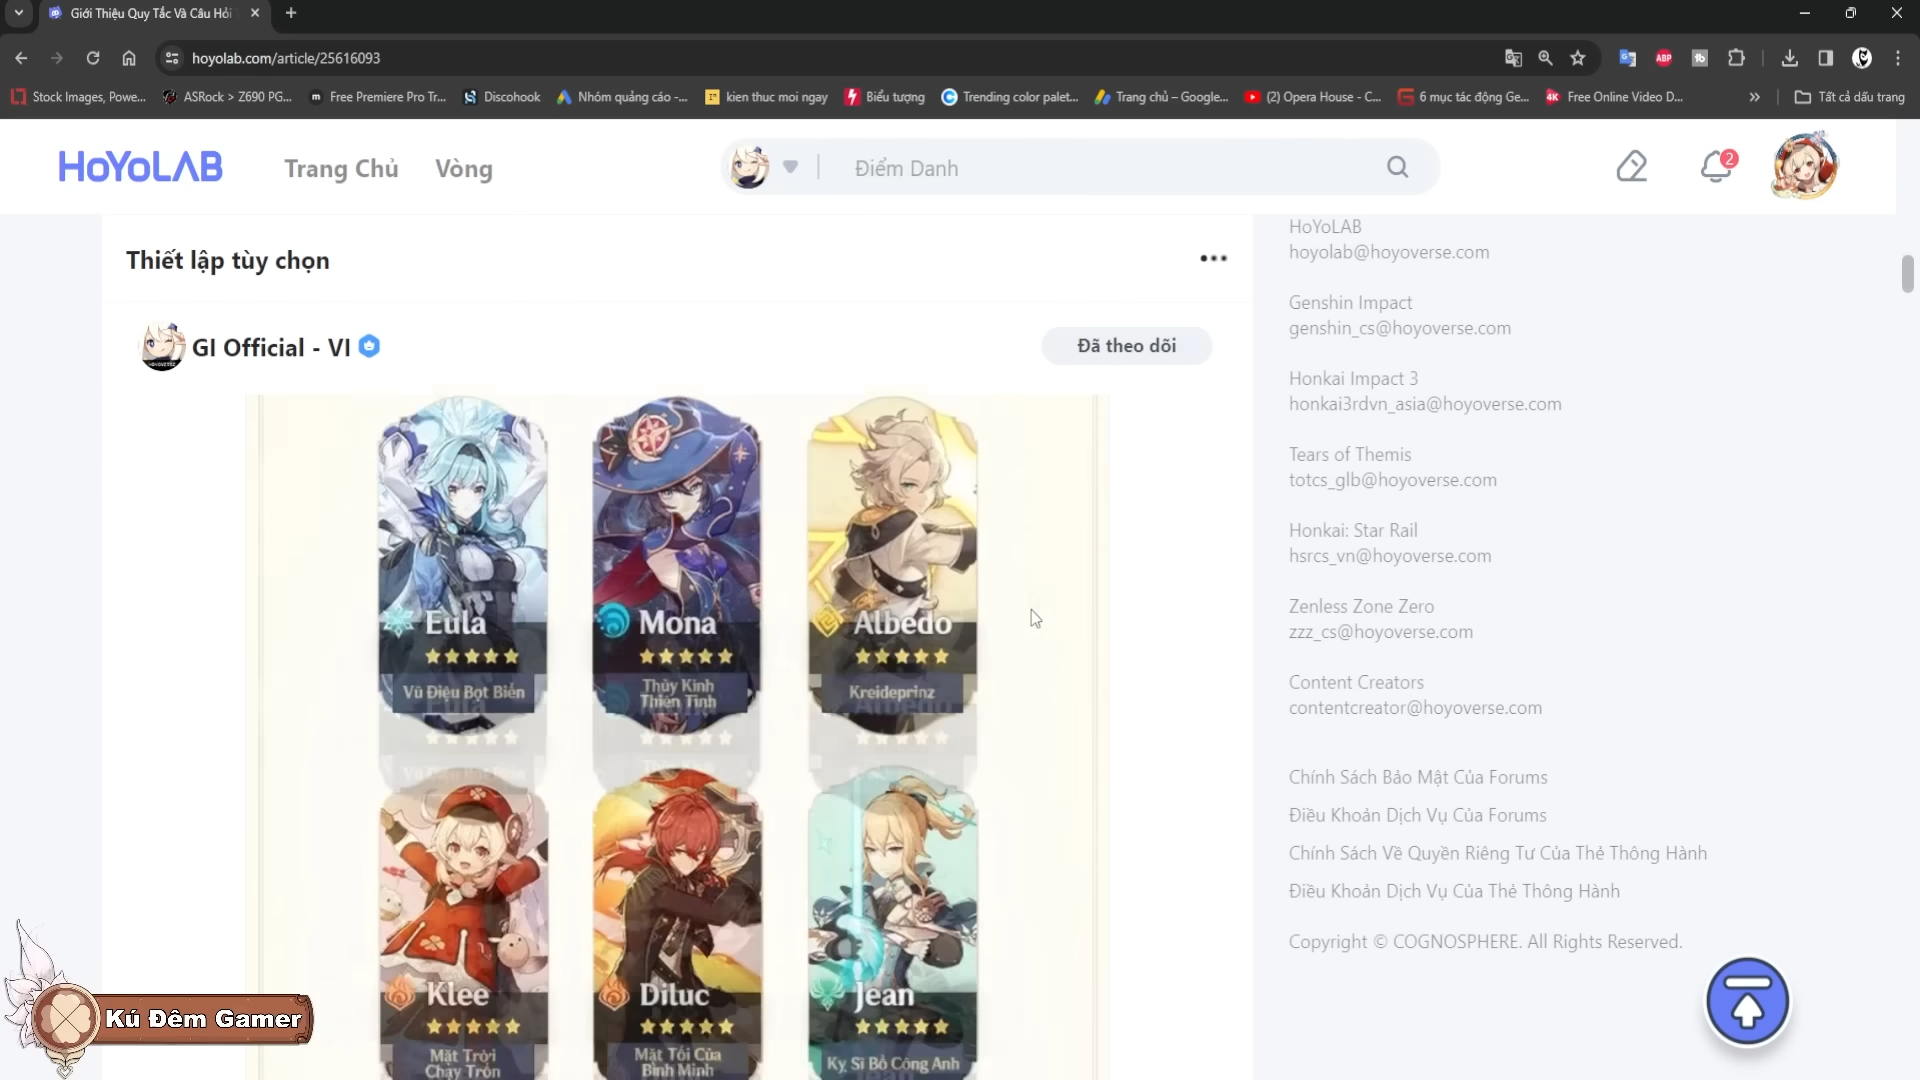 Giới Thiệu Quy Tắc Và Câu Hỏi
hoyolab.com/article/25616093
Stock Images, Powe...
ASRock > Z690 PG...
Free Premiere Pro Tr...
Discohook
Nhóm quảng cáo -...
kien thuc moi ngay
Biểu tượng
Trending color palet...
Trang chủ – Google...
(2) Opera House - C...
6 mục tác động Ge...
Free Online Video D...
Tất cả dấu trang
HoYoLAB
Trang Chủ
Vòng
Điểm Danh
2
Thiết lập tùy chọn
GI Official - VI
Đã theo dõi
Eula
Vũ Điệu Bọt Biển
Mona
Thủy Kính
Thiên Tinh
Albedo
Kreideprinz
Klee
Mặt Trời
Chạy Trốn
Diluc
Mặt Tối Của
Bình Minh
Jean
Kỵ Sĩ Bồ Công Anh
HoYoLAB
hoyolab@hoyoverse.com
Genshin Impact
genshin_cs@hoyoverse.com
Honkai Impact 3
honkai3rdvn_asia@hoyoverse.com
Tears of Themis
totcs_glb@hoyoverse.com
Honkai: Star Rail
hsrcs_vn@hoyoverse.com
Zenless Zone Zero
zzz_cs@hoyoverse.com
Content Creators
contentcreator@hoyoverse.com
Chính Sách Bảo Mật Của Forums
Điều Khoản Dịch Vụ Của Forums
Chính Sách Về Quyền Riêng Tư Của Thẻ Thông Hành
Điều Khoản Dịch Vụ Của Thẻ Thông Hành
Copyright © COGNOSPHERE. All Rights Reserved.
Kú Đêm Gamer